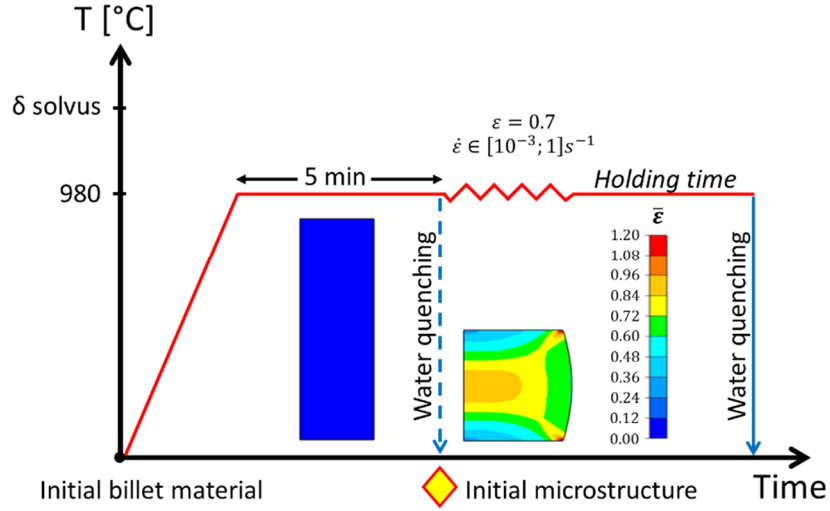 T [°C]
δ solvus
ε = 0.7
ε̇ ∈ [10⁻³; 1]s⁻¹
5 min
Holding time
980
ε̅
1.20
1.08
0.96
0.84
0.72
0.60
0.48
0.36
0.24
0.12
0.00
Water quenching
Water quenching
Initial billet material
Initial microstructure
Time